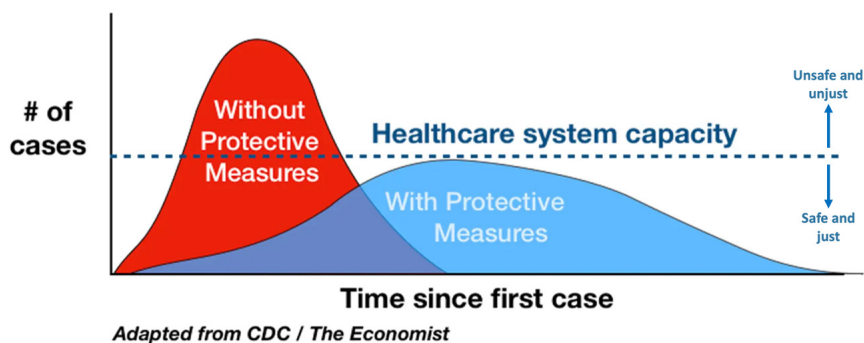 Unsafe and
unjust
# of
cases
Without
Protective
Measures
Healthcare system capacity
With Protective
Measures
Safe and
just
Time since first case
Adapted from CDC / The Economist